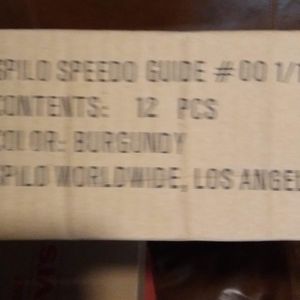 SPILO SPEEDO GUIDE #00 1/1
CONTENTS: 12 PCS
COLOR: BURGUNDY
SPILO WORLDWIDE, LOS ANGEL